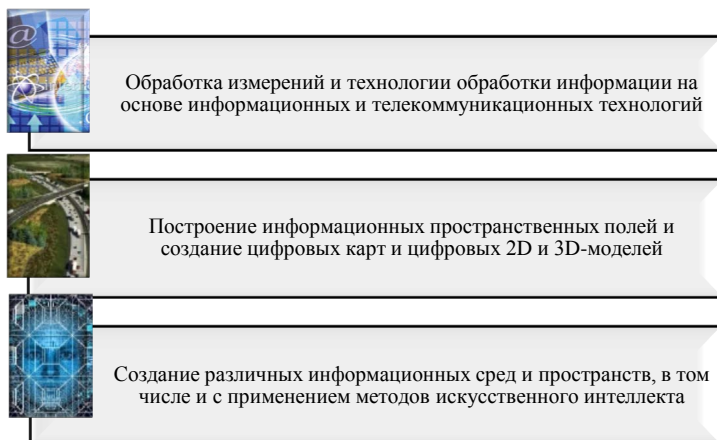 Обработка измерений и технологии обработки информации на
основе информационных и телекоммуникационных технологий
Построение информационных пространственных полей и
создание цифровых карт и цифровых 2D и 3D-моделей
Создание различных информационных сред и пространств, в том
числе и с применением методов искусственного интеллекта